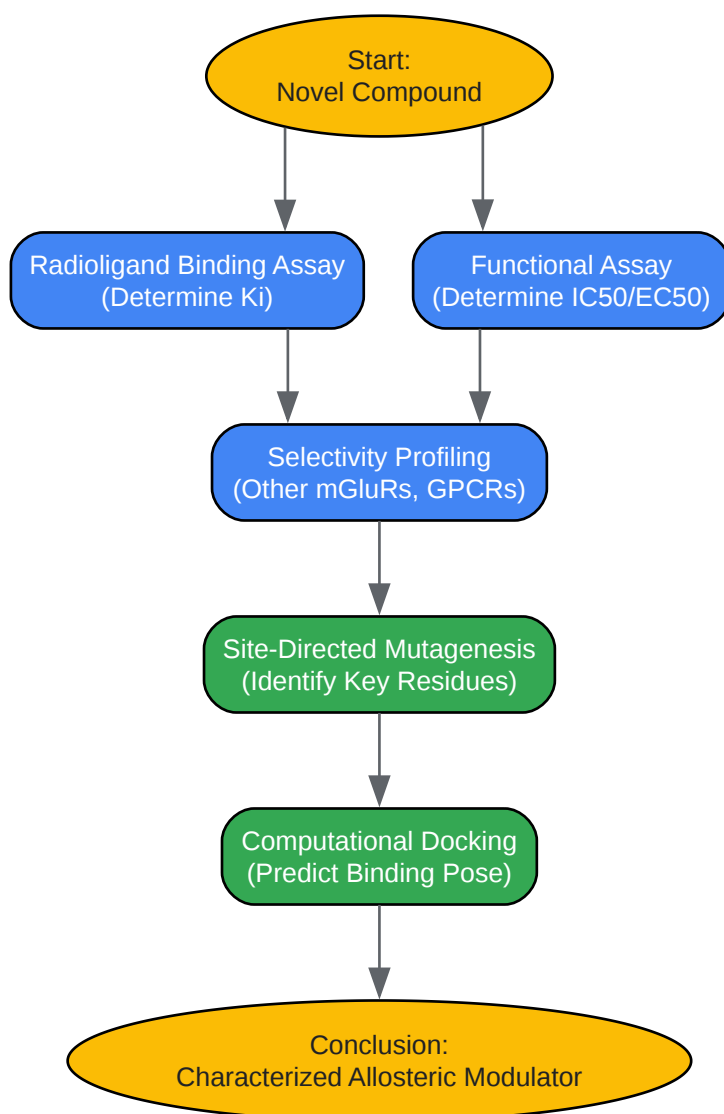 Start:
Novel Compound
Radioligand Binding Assay
(Determine Ki)
Functional Assay
(Determine IC50/EC50)
Selectivity Profiling
(Other mGluRs, GPCRs)
Site-Directed Mutagenesis
(Identify Key Residues)
Computational Docking
(Predict Binding Pose)
Conclusion:
Characterized Allosteric Modulator